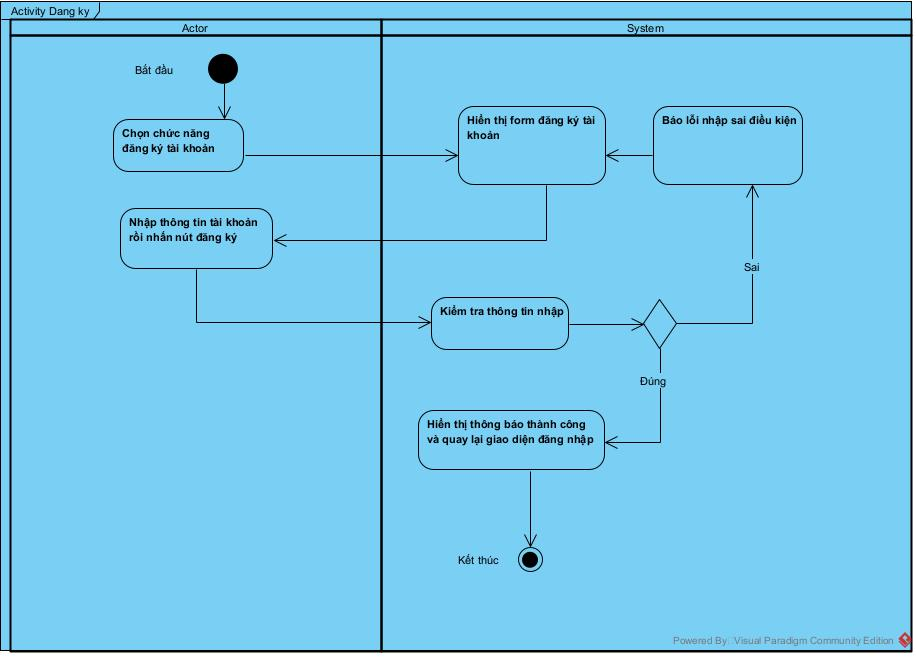 Activity Dang ky
Actor
System
Bắt đầu
Chọn chức năng
đăng ký tài khoản
Hiển thị form đăng ký tài
khoản
Báo lỗi nhập sai điều kiện
Nhập thông tin tài khoản
rồi nhấn nút đăng ký
Sai
Kiểm tra thông tin nhập
Đúng
Hiển thị thông báo thành công
và quay lại giao diện đăng nhập
Kết thúc
Powered By Visual Paradigm Community Edition